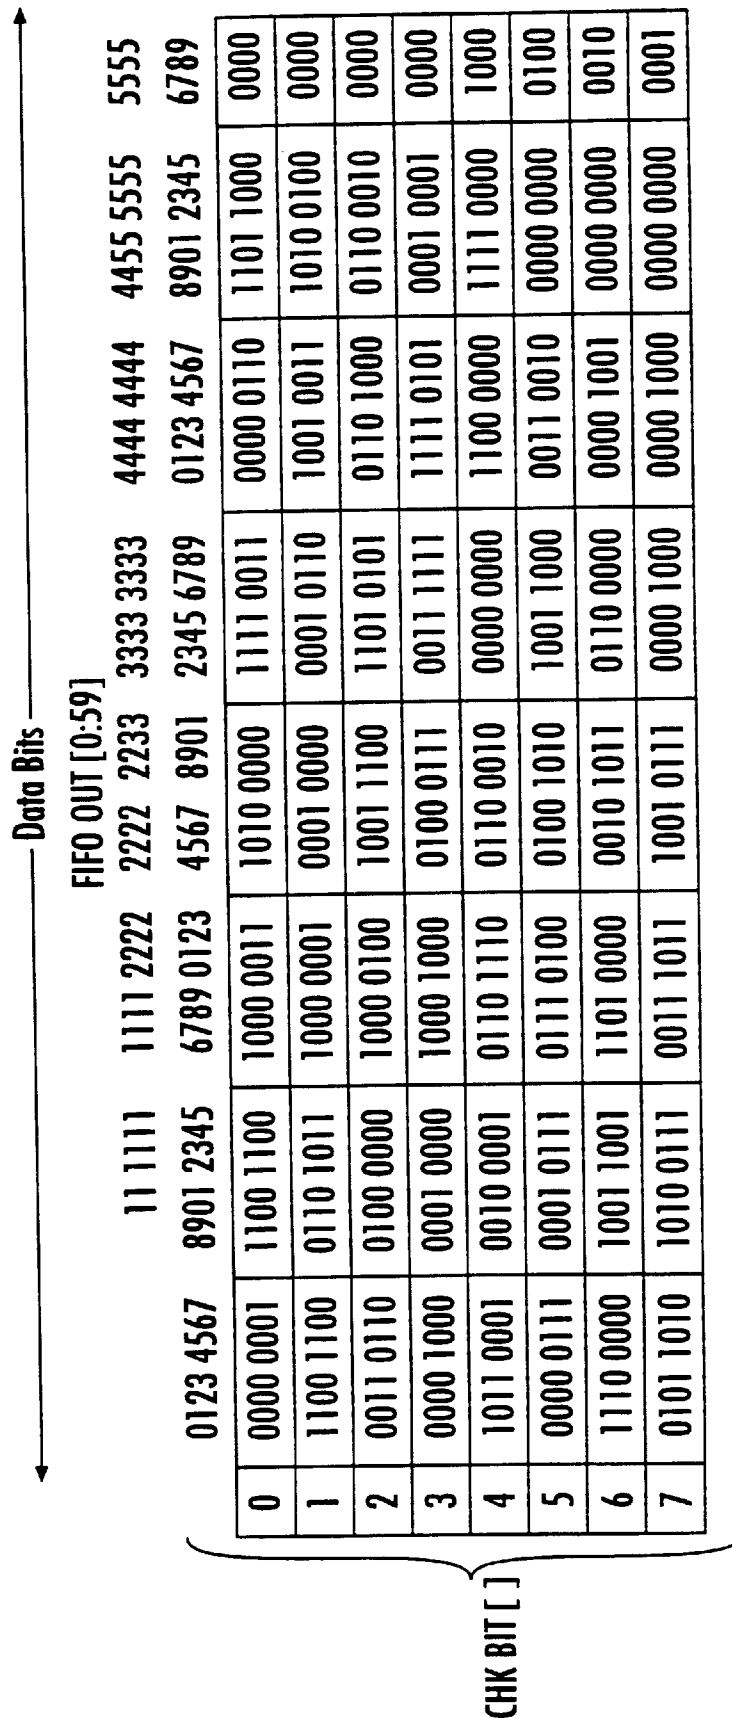 Data Bits
FIFO OUT [0:59]
11 1111 1111 2222 2222 2233 3333 3333 4444 4444 4455 5555 5555
0123 4567 8901 2345 6789 0123 4567 8901 2345 6789 0123 4567 8901 2345 6789
0 0000 0001 1100 1100 1000 0011 1010 0000 1111 0011 0000 0110 1101 1000 0000
1 1100 1100 0110 1011 1000 0001 0001 0000 0001 0110 1001 0011 1010 0100 0000
2 0011 0110 0100 0000 1000 0100 1001 1100 1101 0101 0110 1000 0110 0010 0000
3 0000 1000 0001 0000 1000 1000 0100 0111 0011 1111 1111 0101 0001 0001 0000
4 1011 0001 0010 0001 0110 1110 0110 0010 0000 0000 1100 0000 1111 0000 1000
5 0000 0111 0001 0111 0111 0100 0100 1010 1001 1000 0011 0010 0000 0000 0100
6 1110 0000 1001 1001 1101 0000 0010 1011 0110 0000 0000 1001 0000 0000 0010
7 0101 1010 1010 0111 0011 1011 1001 0111 0000 1000 0000 1000 0000 0000 0001
CHK BIT [ ]